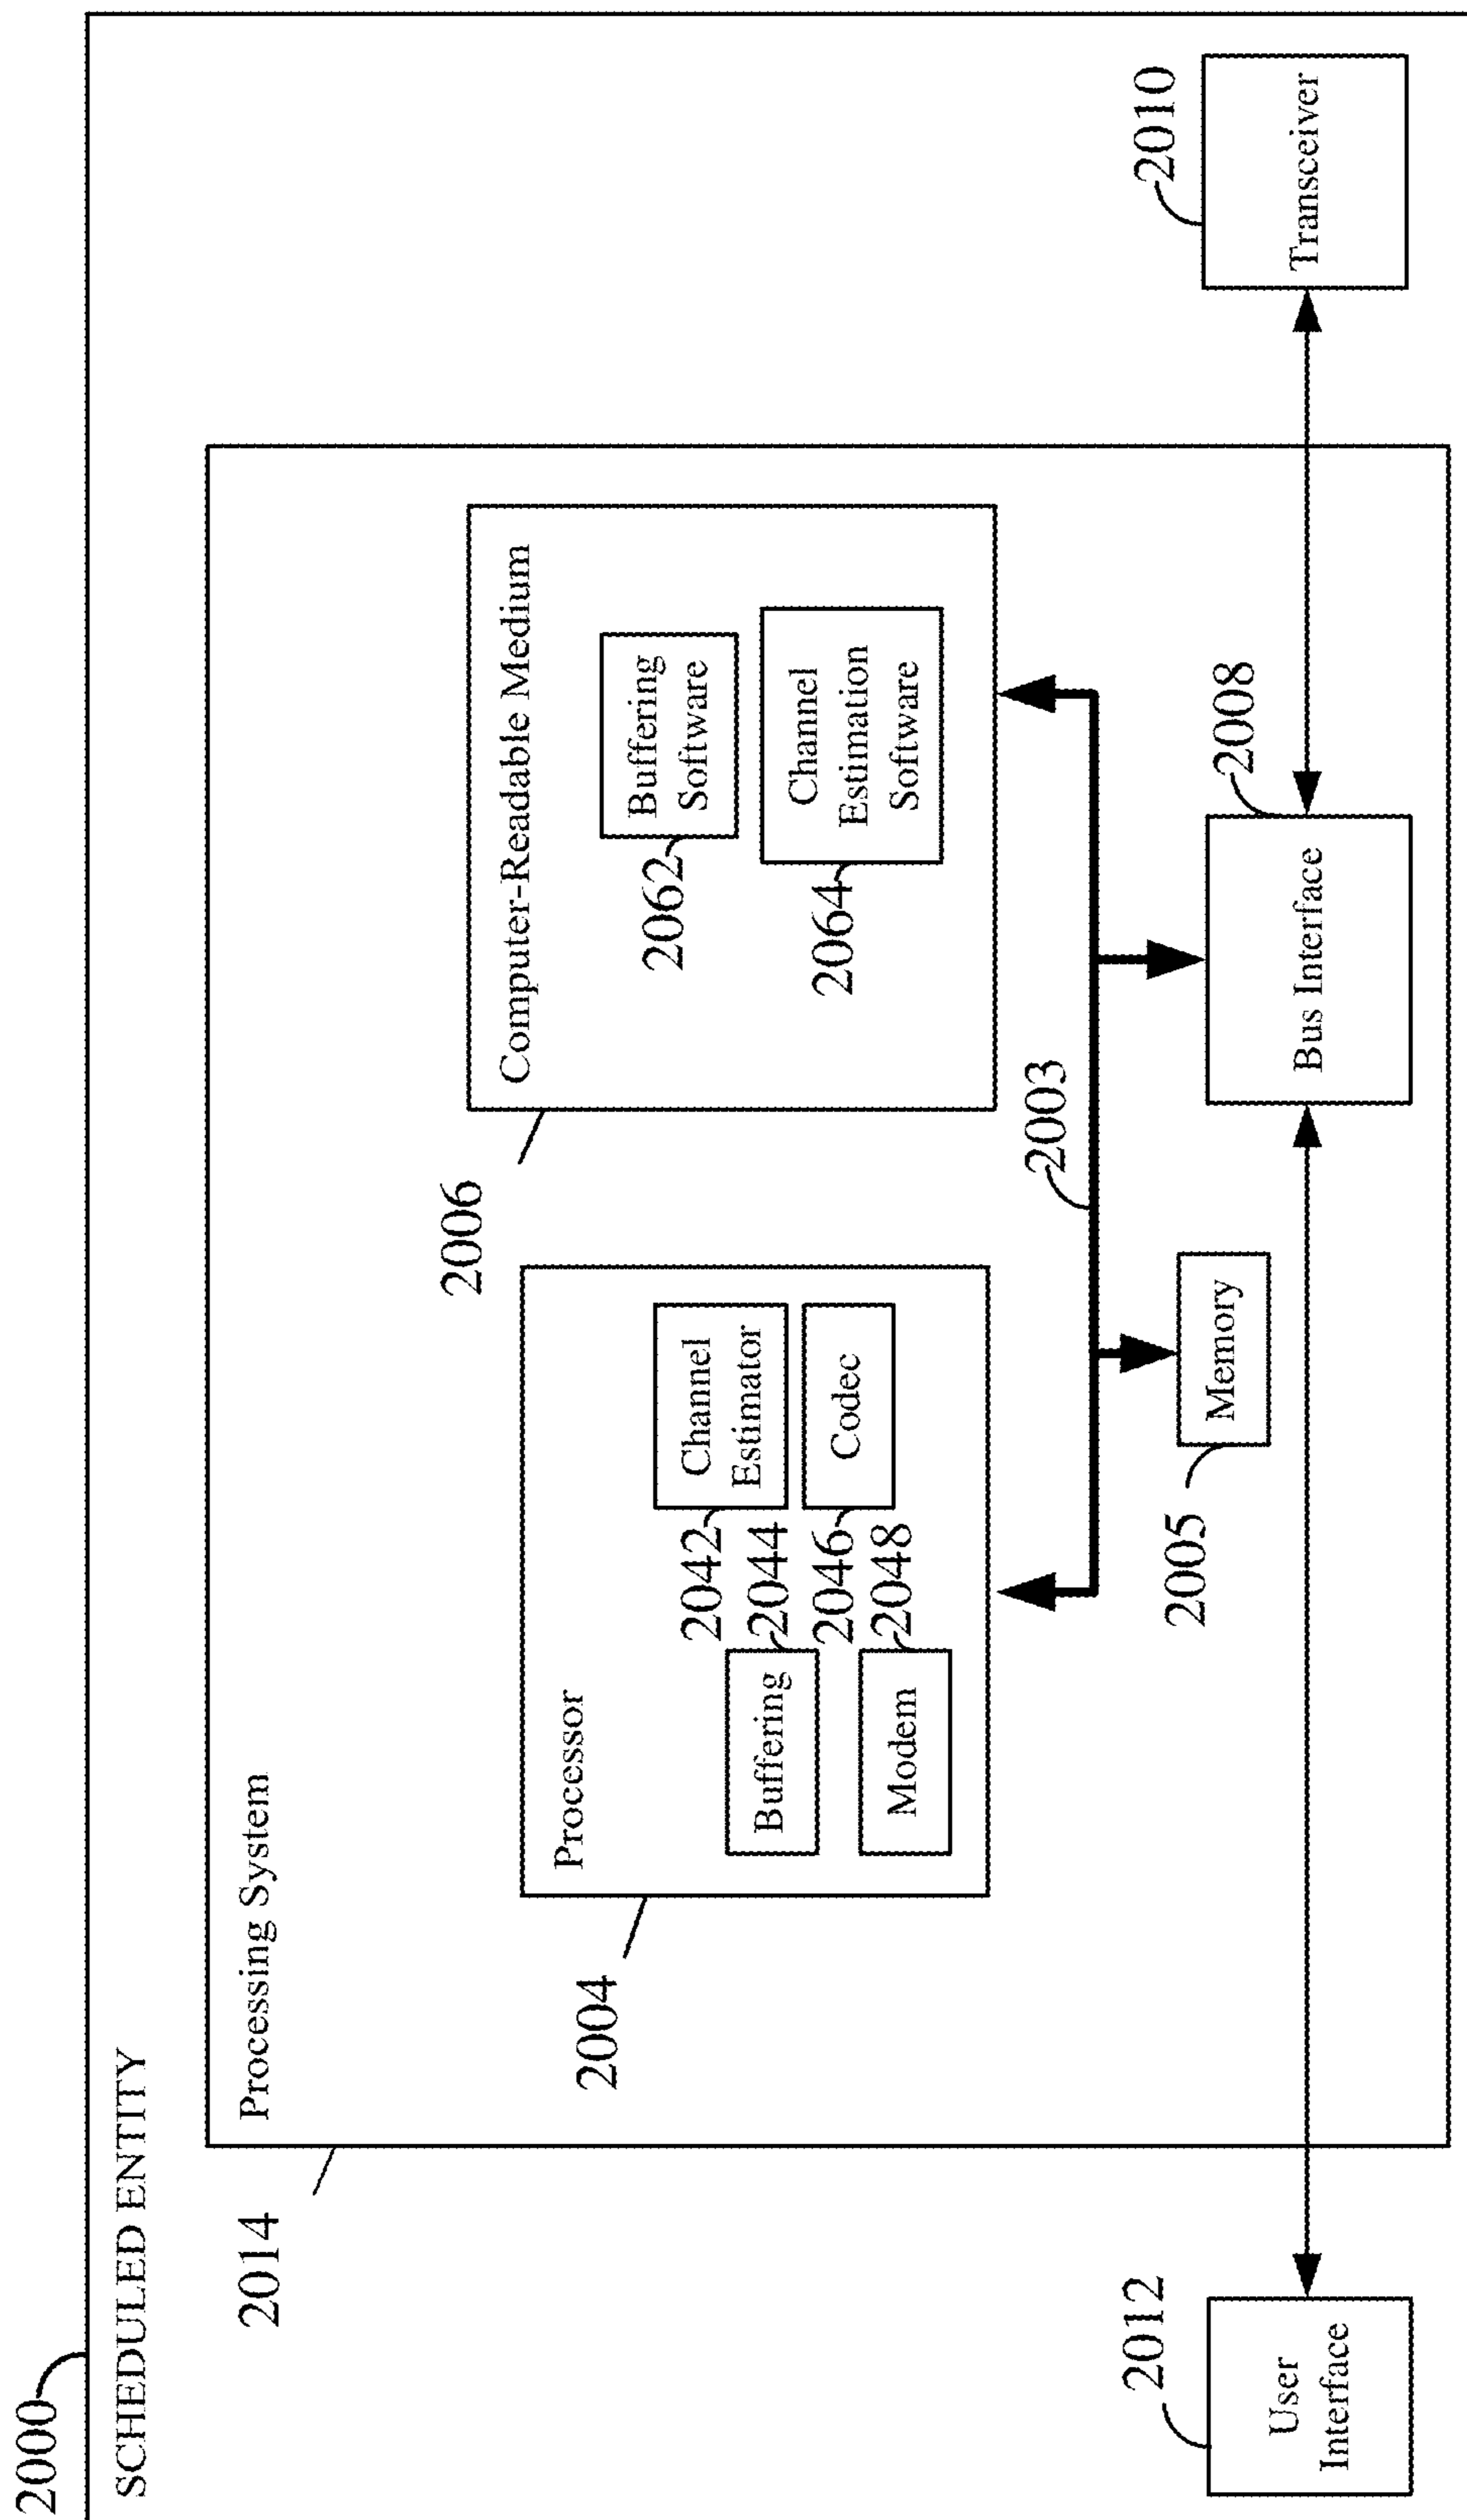 2000
SCHEDULED ENTITY
2014
Processing System
2006
Computer-Readable Medium
2004
Processor
2062
Buffering
Software
2042
Channel
Estimator
2044
Buffering
2064
Channel
Estimation
Software
2046
Codec
2048
Modem
2003
2012
User
Interface
2005
Memory
2008
Bus Interface
2010
Transceiver